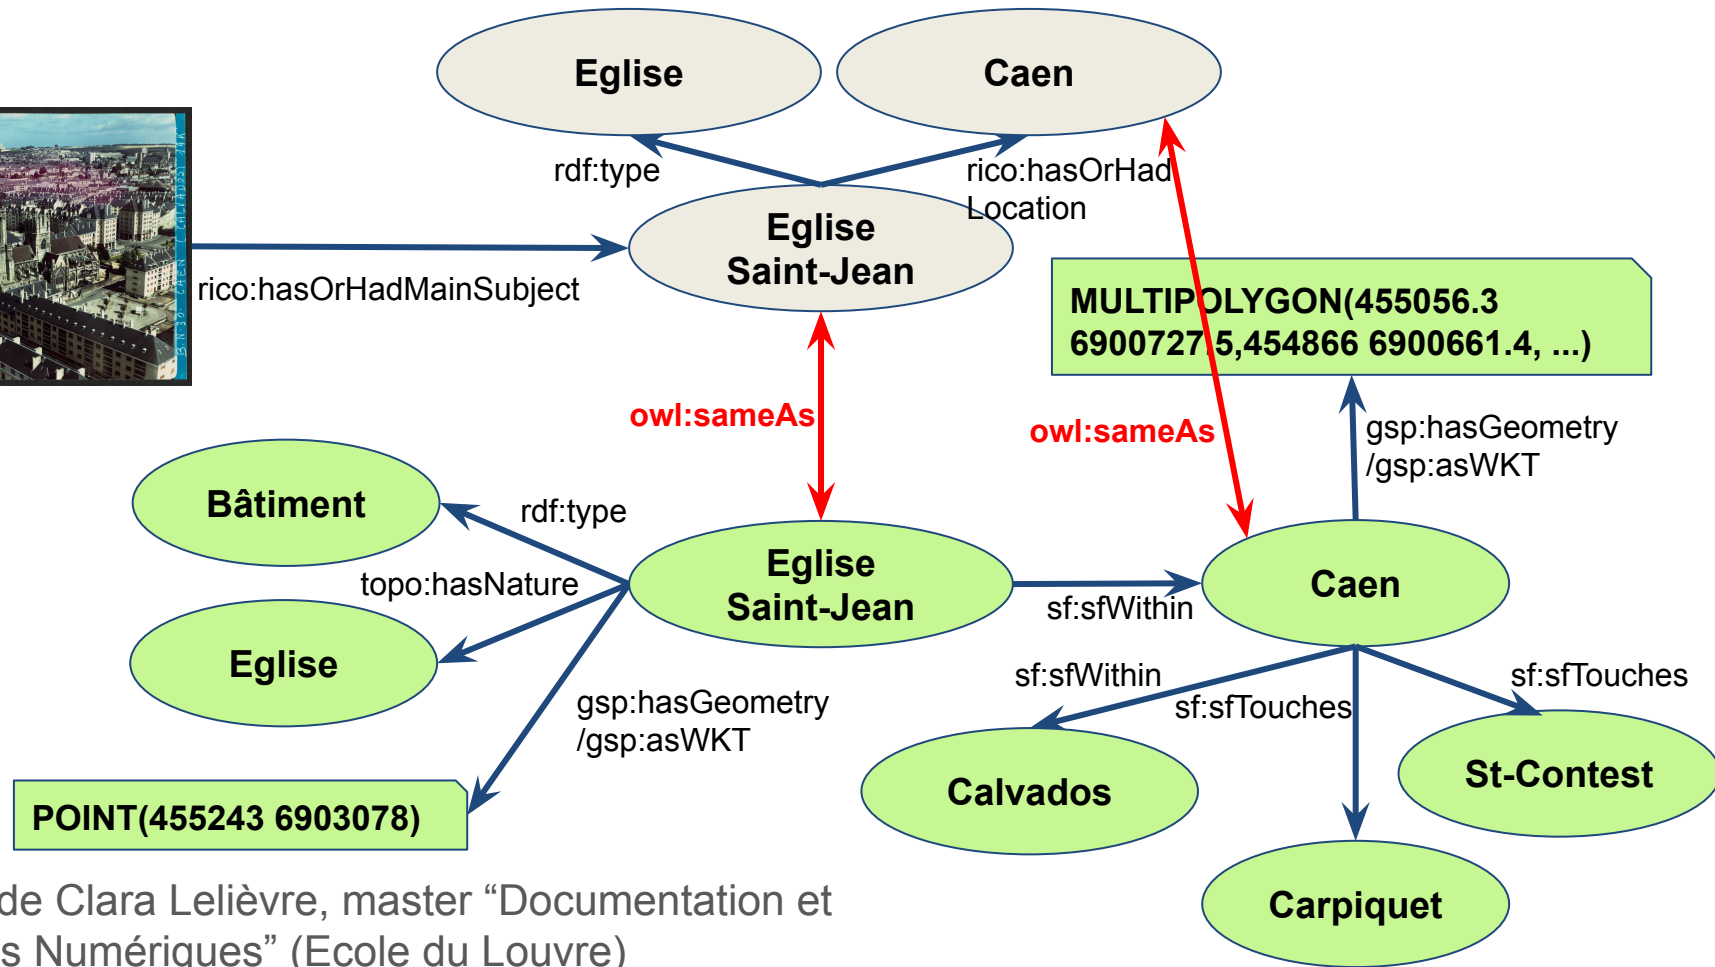 Eglise
Caen
rdf:type
rico:hasOrHad
Location
Eglise
Saint-Jean
rico:hasOrHadMainSubject
MULTIPOLYGON(455056.3
6900727.5,454866 6900661.4, ...)
owl:sameAs
owl:sameAs
gsp:hasGeometry
/gsp:asWKT
Bâtiment
rdf:type
topo:hasNature
Eglise
Saint-Jean
sf:sfWithin
Caen
Eglise
gsp:hasGeometry
/gsp:asWKT
sf:sfWithin
sf:sfTouches
sf:sfTouches
POINT(455243 6903078)
Calvados
St-Contest
Carpiquet
de Clara Lelièvre, master “Documentation et
s Numériques” (Ecole du Louvre)